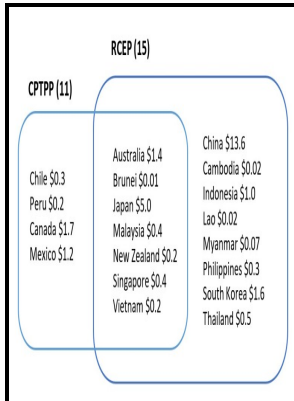 RCEP (15)
CPTPP (11)
Chile $0.3
Peru $0.2
Canada $1.7
Mexico $1.2
Australia $1.4
Brunei $0.01
Japan $5.0
Malaysia $0.4
New Zealand $0.2
Singapore $0.4
Vietnam $0.2
China $13.6
Cambodia $0.02
Indonesia $1.0
Lao $0.02
Myanmar $0.07
Philippines $0.3
South Korea $1.6
Thailand $0.5